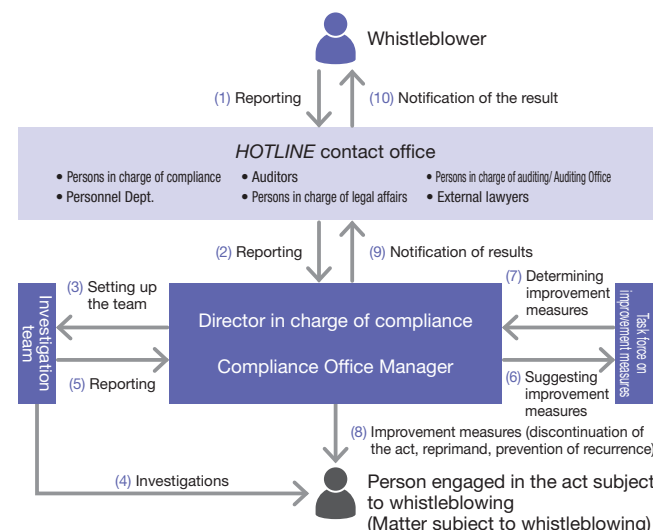 Whistleblower
(1) Reporting
(10) Notification of the result
HOTLINE contact office
• Persons in charge of compliance
• Auditors
• Persons in charge of auditing/ Auditing Office
• Personnel Dept.
• Persons in charge of legal affairs
• External lawyers
(2) Reporting
(9) Notification of results
(3) Setting up
the team
(7) Determining
improvement
measures
Investigation
team
Director in charge of compliance
Compliance Office Manager
Task force on
improvement measures
(5) Reporting
(6) Suggesting
improvement
measures
(8) Improvement measures (discontinuation of
the act, reprimand, prevention of recurrence)
(4) Investigations
Person engaged in the act subject
to whistleblowing
(Matter subject to whistleblowing)